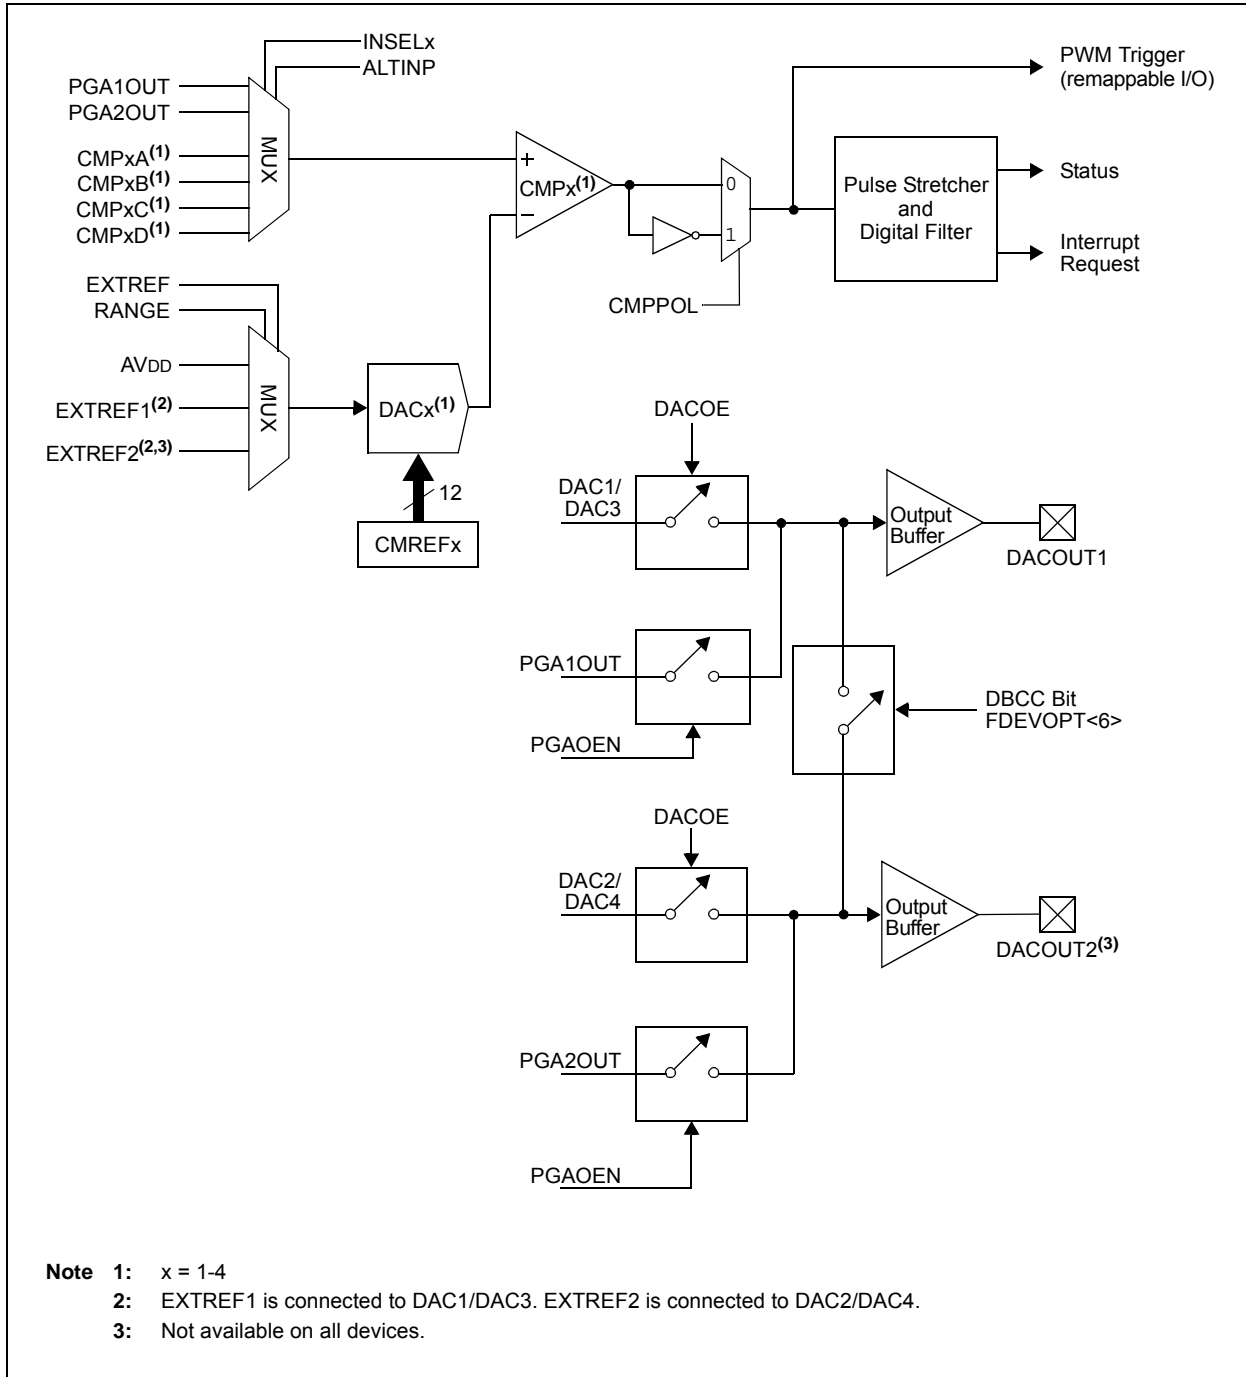 INSELx
ALTINP
PGA1OUT
PGA2OUT
CMPxA(1)
CMPxB(1)
CMPxC(1)
CMPxD(1)
MUX
+
CMPx(1)
–
0
1
CMPPOL
PWM Trigger
(remappable I/O)
Pulse Stretcher
and
Digital Filter
Status
Interrupt
Request
EXTREF
RANGE
AVDD
EXTREF1(2)
EXTREF2(2,3)
MUX
DACx(1)
12
CMREFx
DACOE
DAC1/
DAC3
Output
Buffer
DACOUT1
PGA1OUT
PGAOEN
DBCC Bit
FDEVOPT<6>
DACOE
DAC2/
DAC4
Output
Buffer
DACOUT2(3)
PGA2OUT
PGAOEN
Note 1: x = 1-4
2: EXTREF1 is connected to DAC1/DAC3. EXTREF2 is connected to DAC2/DAC4.
3: Not available on all devices.